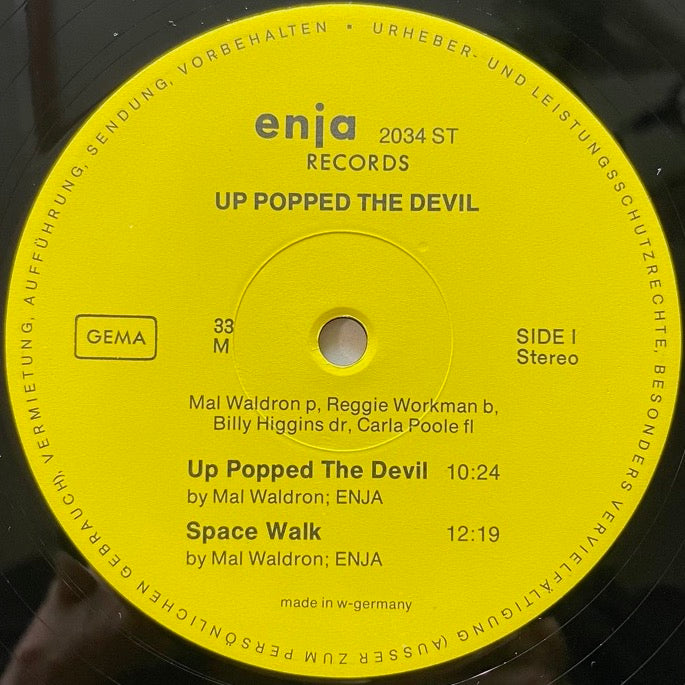 URHEBER- UND LEISTUNGSSCHUTZRECHTE, BESONDERS VERVIELFÄLTIGUNG (AUSSER ZUM PERSÖNLICHEN GEBRAUCH), VERMIETUNG, AUFFÜHRUNG, SENDUNG, VORBEHALTEN •
enja 2034 ST
RECORDS
UP POPPED THE DEVIL
GEMA
33
M
SIDE I
Stereo
Mal Waldron p, Reggie Workman b,
Billy Higgins dr, Carla Poole fl
Up Popped The Devil 10:24
by Mal Waldron; ENJA
Space Walk 12:19
by Mal Waldron; ENJA
made in w-germany